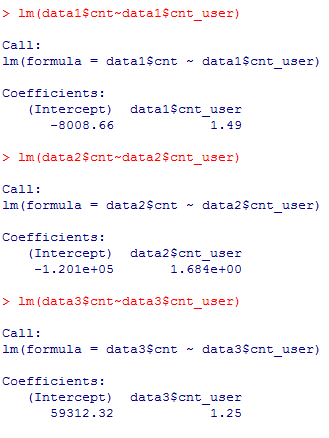 > lm(data1$cnt~data1$cnt_user)
Call:
lm(formula = data1$cnt ~ data1$cnt_user)
Coefficients:
(Intercept) data1$cnt_user
-8008.66 1.49
> lm(data2$cnt~data2$cnt_user)
Call:
lm(formula = data2$cnt ~ data2$cnt_user)
Coefficients:
(Intercept) data2$cnt_user
-1.201e+05 1.684e+00
> lm(data3$cnt~data3$cnt_user)
Call:
lm(formula = data3$cnt ~ data3$cnt_user)
Coefficients:
(Intercept) data3$cnt_user
59312.32 1.25